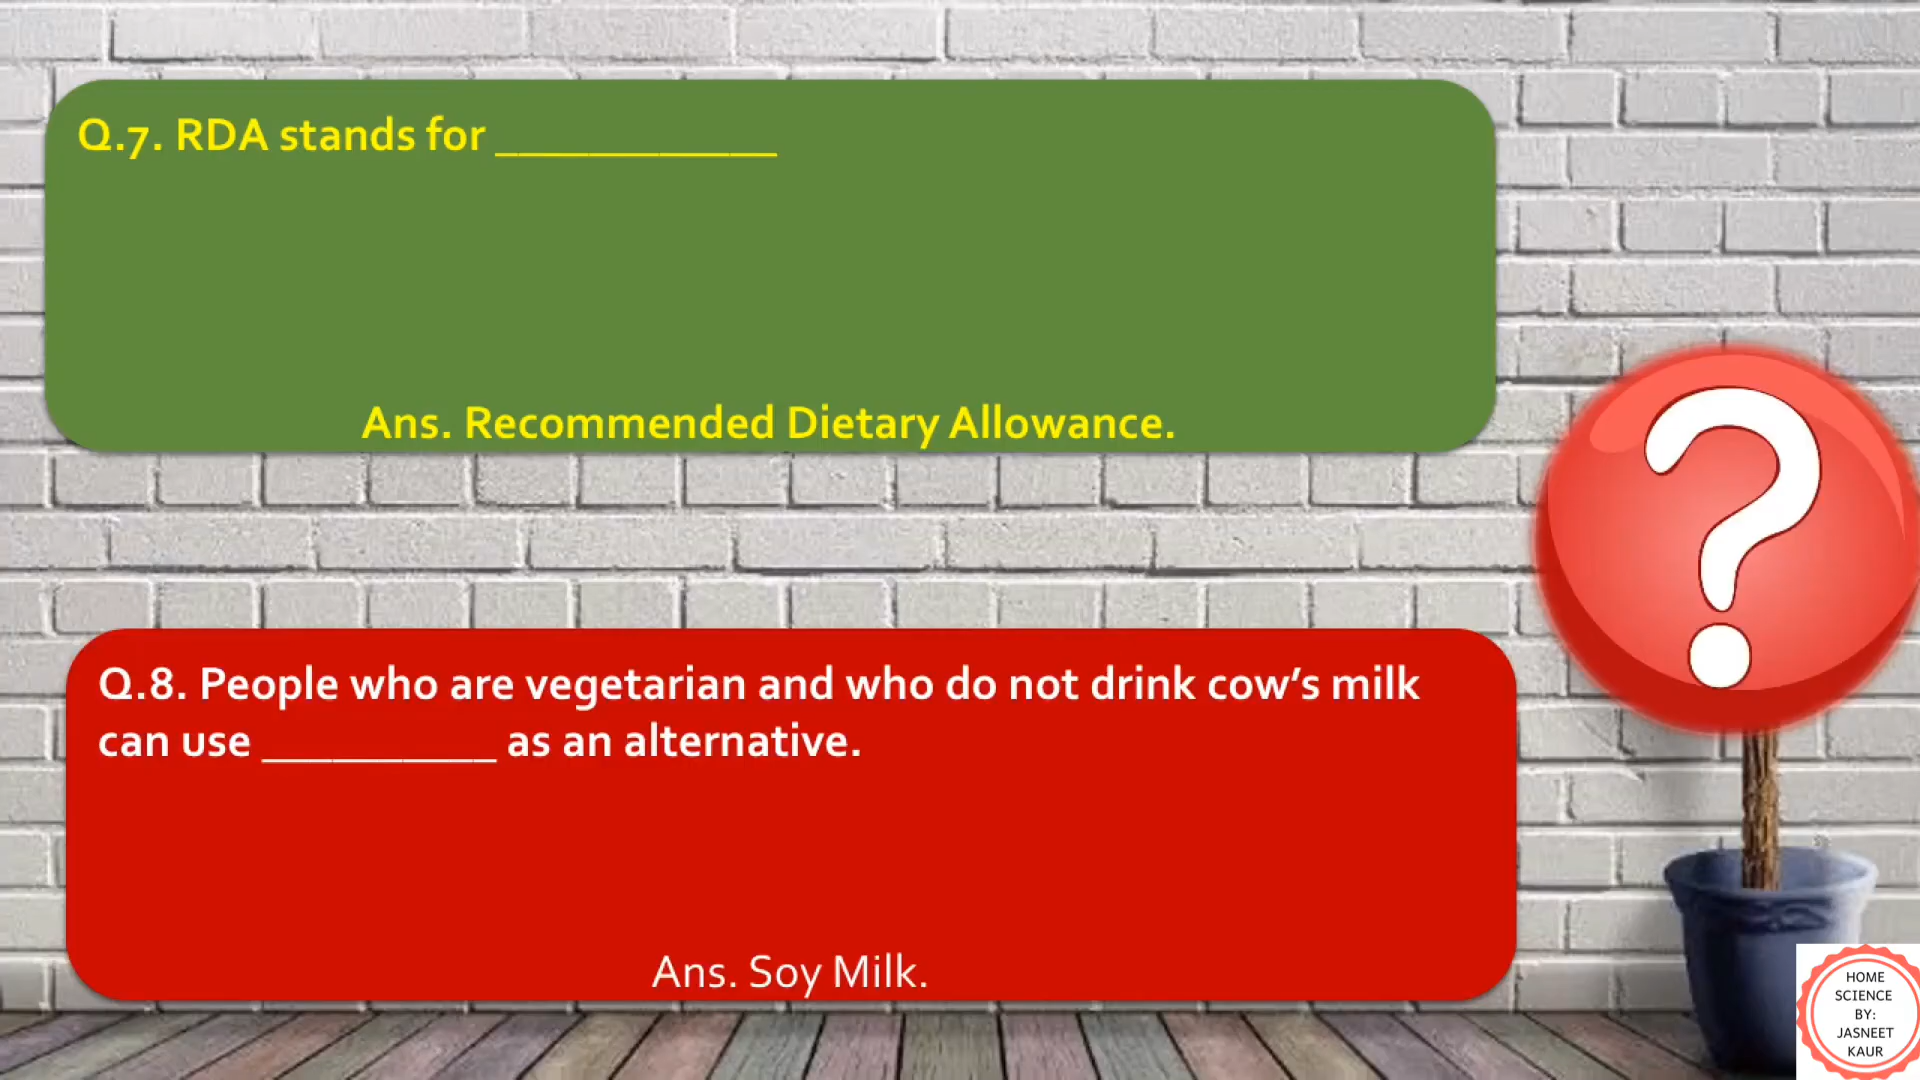 Q.7. RDA stands for ____________
Ans. Recommended Dietary Allowance.
Q.8. People who are vegetarian and who do not drink cow’s milk
can use __________ as an alternative.
Ans. Soy Milk.
HOME
SCIENCE
BY:
JASNEET
KAUR